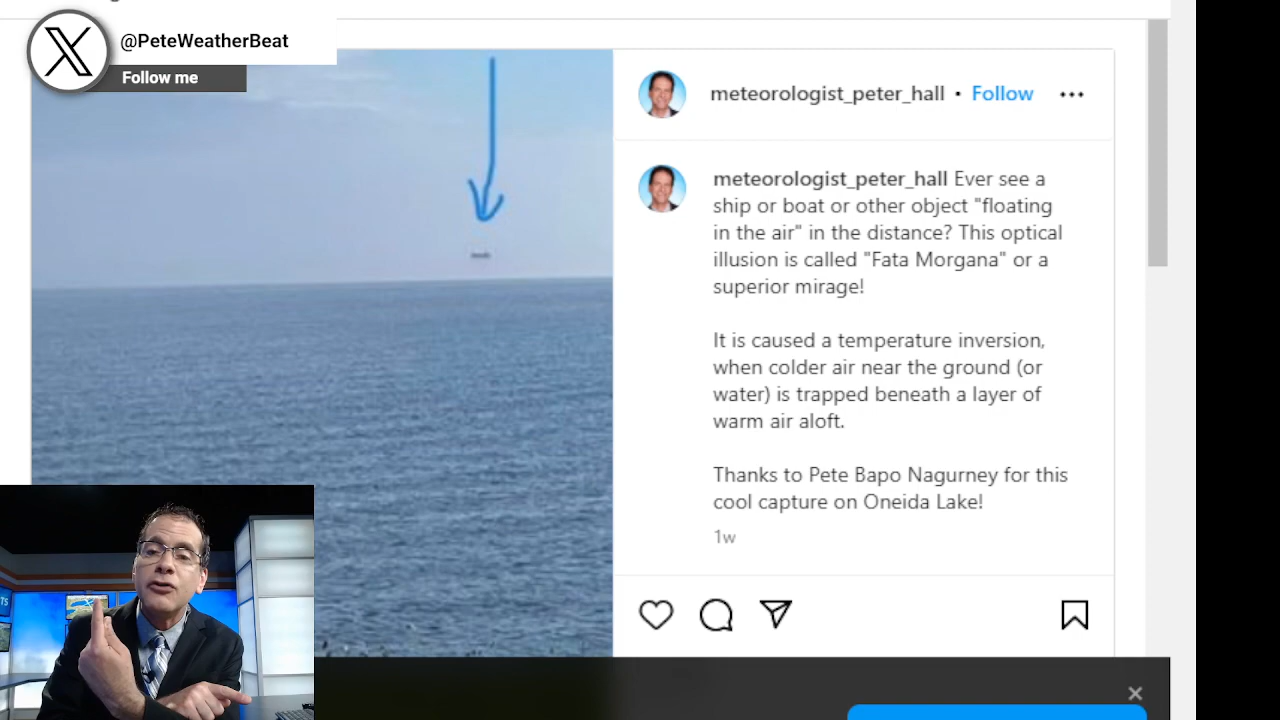 @PeteWeatherBeat
Follow me
meteorologist_peter_hall • Follow •••
meteorologist_peter_hall Ever see a
ship or boat or other object "floating
in the air" in the distance? This optical
illusion is called "Fata Morgana" or a
superior mirage!
It is caused a temperature inversion,
when colder air near the ground (or
water) is trapped beneath a layer of
warm air aloft.
Thanks to Pete Bapo Nagurney for this
cool capture on Oneida Lake!
1w
TS